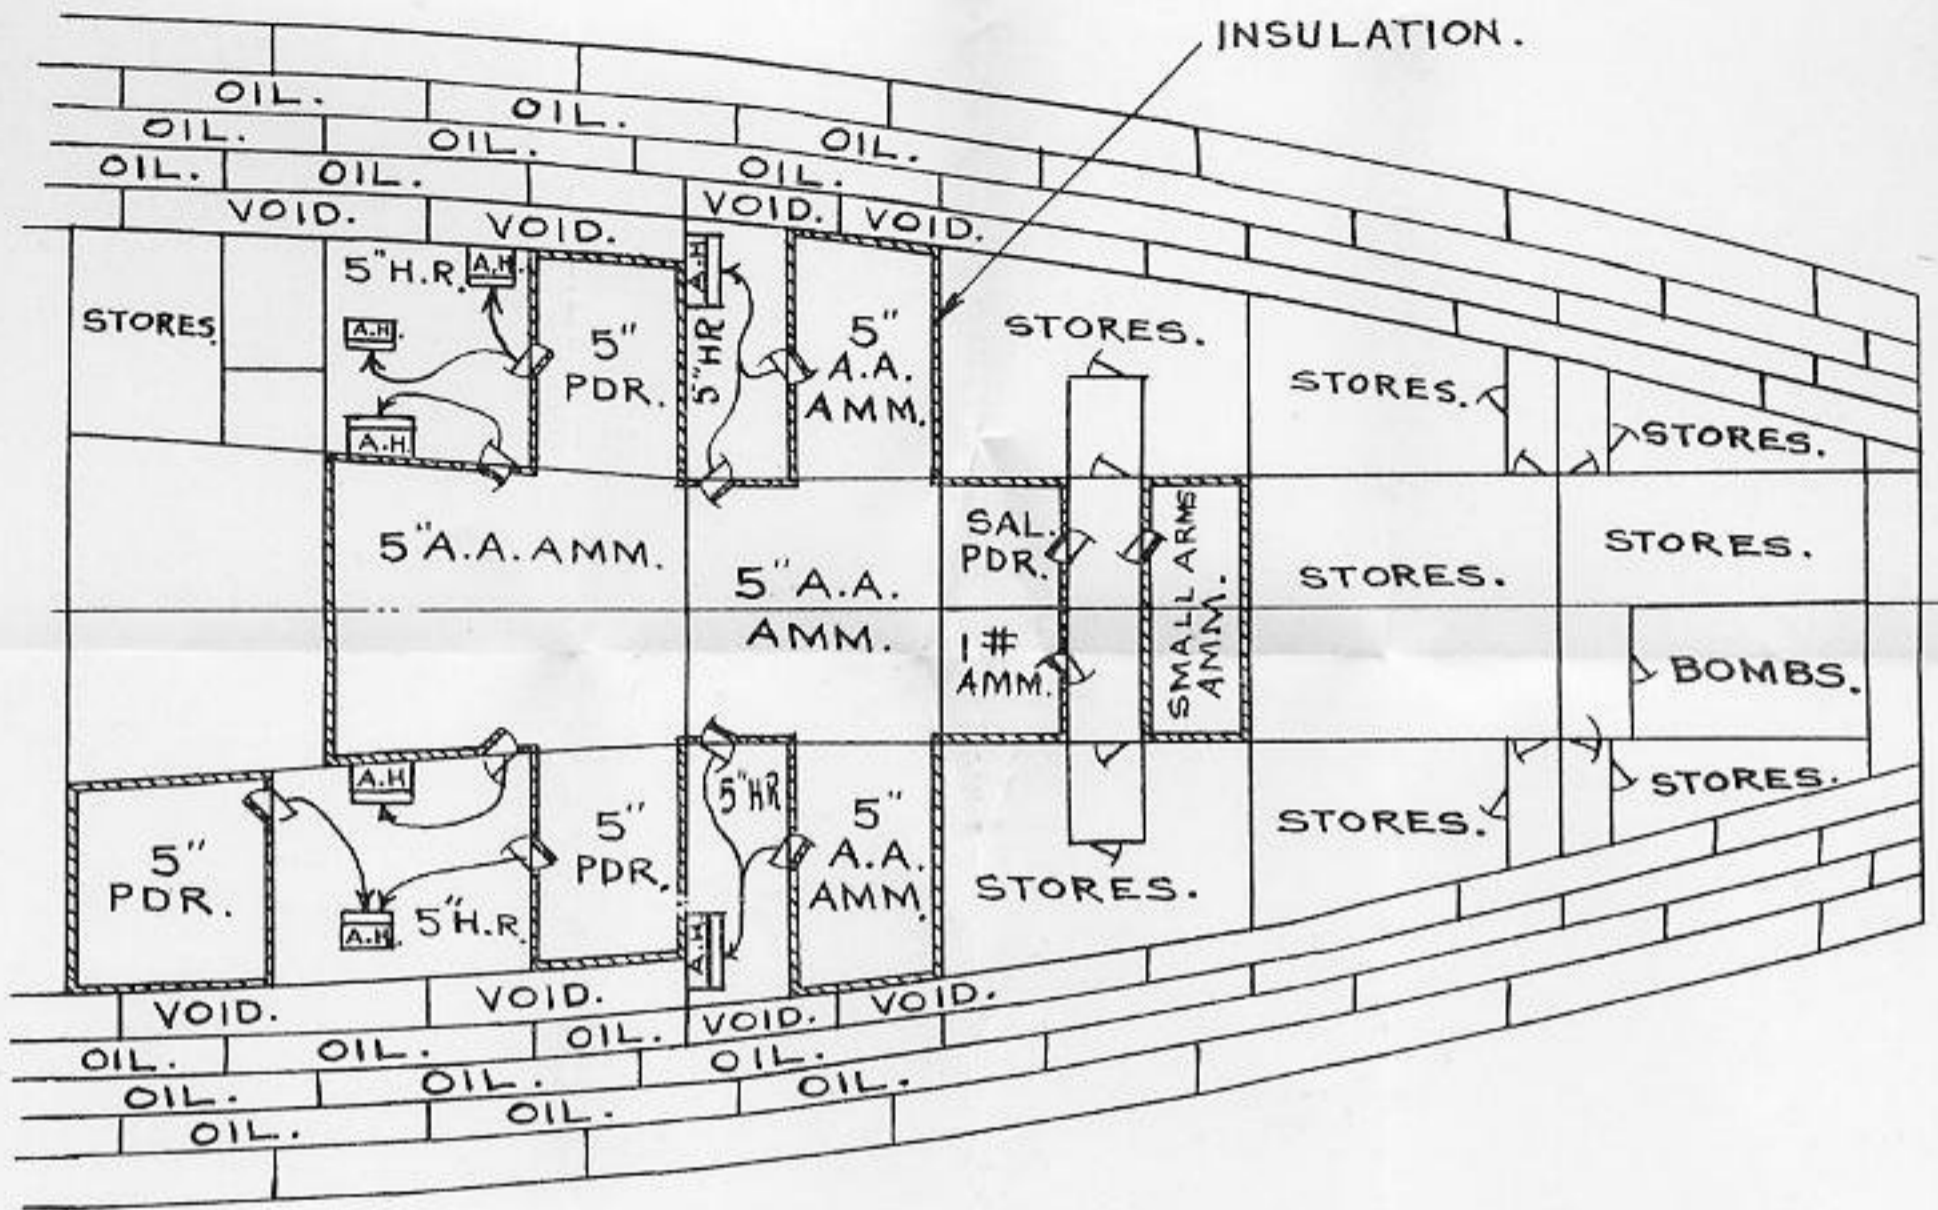 INSULATION.
OIL.
OIL.
OIL.
OIL.
OIL.
OIL.
OIL.
OIL.
VOID.
VOID.
VOID.
VOID.
5" H.R.
A.H.
A.H.
A.H.
A.H
5" HR
STORES.
5"
PDR.
5"
A.A.
AMM.
STORES.
STORES.
STORES.
5" A.A. AMM.
5" A.A.
AMM.
SAL.
PDR.
1#
AMM.
SMALL ARMS
AMM.
STORES.
STORES.
BOMBS.
A.H
5"
PDR.
A.H.
5" H.R.
5"
PDR.
5" HR
A.H.
5"
A.A.
AMM.
STORES.
STORES.
STORES.
VOID.
VOID.
VOID.
VOID.
OIL.
OIL.
OIL.
OIL.
OIL.
OIL.
OIL.
OIL.
OIL.